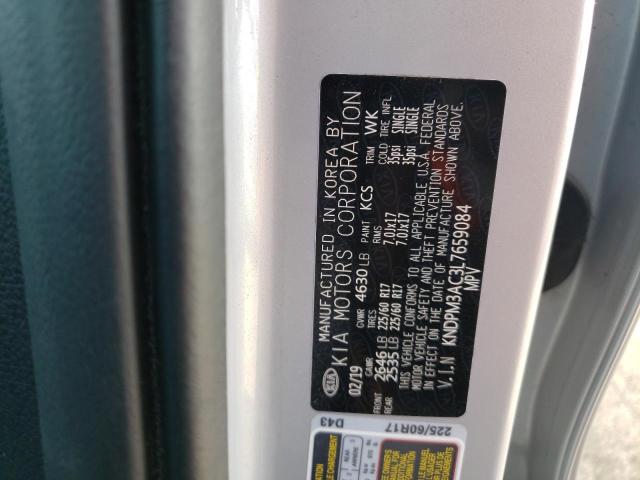 MANUFACTURED IN KOREA BY
KIA MOTORS CORPORATION
KIA
02/19 GVWR 4630 LB PAINT KCS TRIM WK
GAWR TIRES RIMS COLD TIRE INFL
FRONT 2646 LB 225/60 R17 7.0JX17 35psi SINGLE
REAR 2535 LB 225/60 R17 7.0JX17 35psi SINGLE
THIS VEHICLE CONFORMS TO ALL APPLICABLE U.S.A. FEDERAL
MOTOR VEHICLE SAFETY AND THEFT PREVENTION STANDARDS
IN EFFECT ON THE DATE OF MANUFACTURE SHOWN ABOVE.
V.I.N KNDPM3AC3L7659084
MPV
D43
225/60R17
REAR